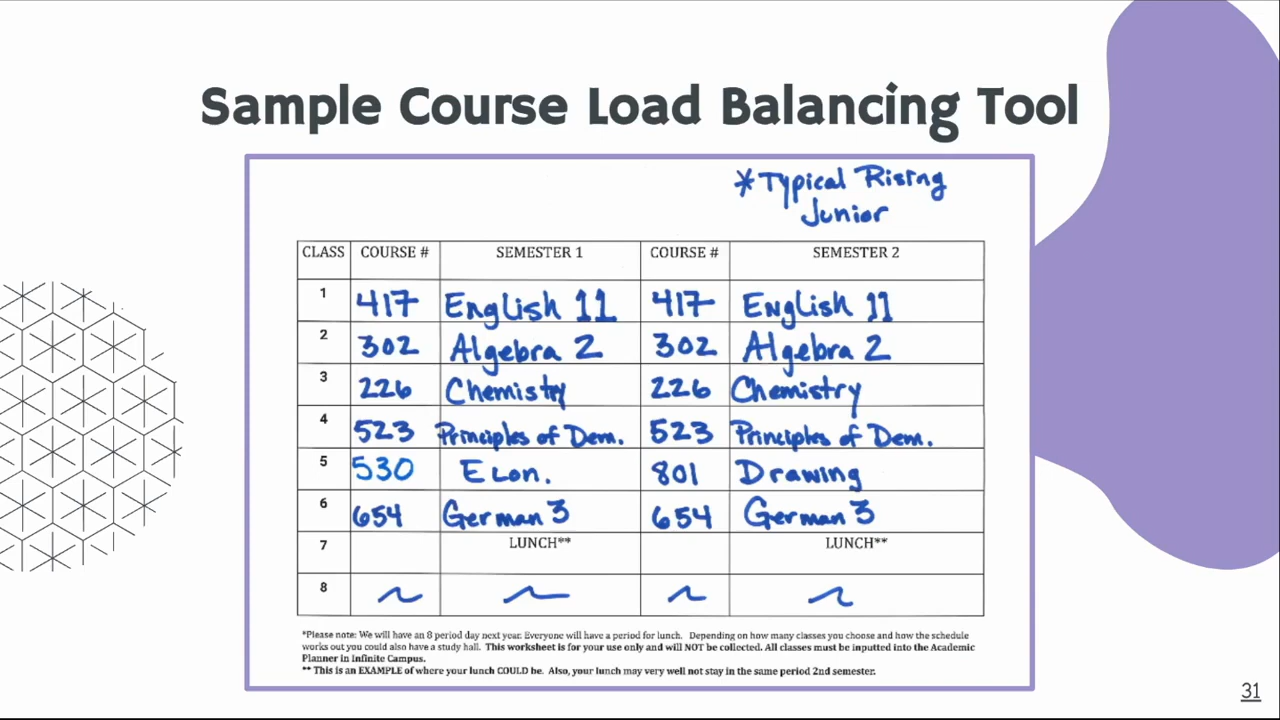 Sample Course Load Balancing Tool
*Typical Rising
Junior
CLASS COURSE # SEMESTER 1 COURSE # SEMESTER 2
1 417 English 11 417 English 11
2 302 Algebra 2 302 Algebra 2
3 226 Chemistry 226 Chemistry
4 523 Principles of Dem. 523 Principles of Dem.
5 530 Econ. 801 Drawing
6 654 German 3 654 German 3
7 LUNCH** LUNCH**
8
*Please note: We will have an 8 period day next year. Everyone will have a period for lunch. Depending on how many classes you choose and how the schedule
works out you could also have a study hall. This worksheet is for your use only and will NOT be collected. All classes must be inputted into the Academic
Planner in Infinite Campus.
** This is an EXAMPLE of where your lunch COULD be. Also, your lunch may very well not stay in the same period 2nd semester.
31